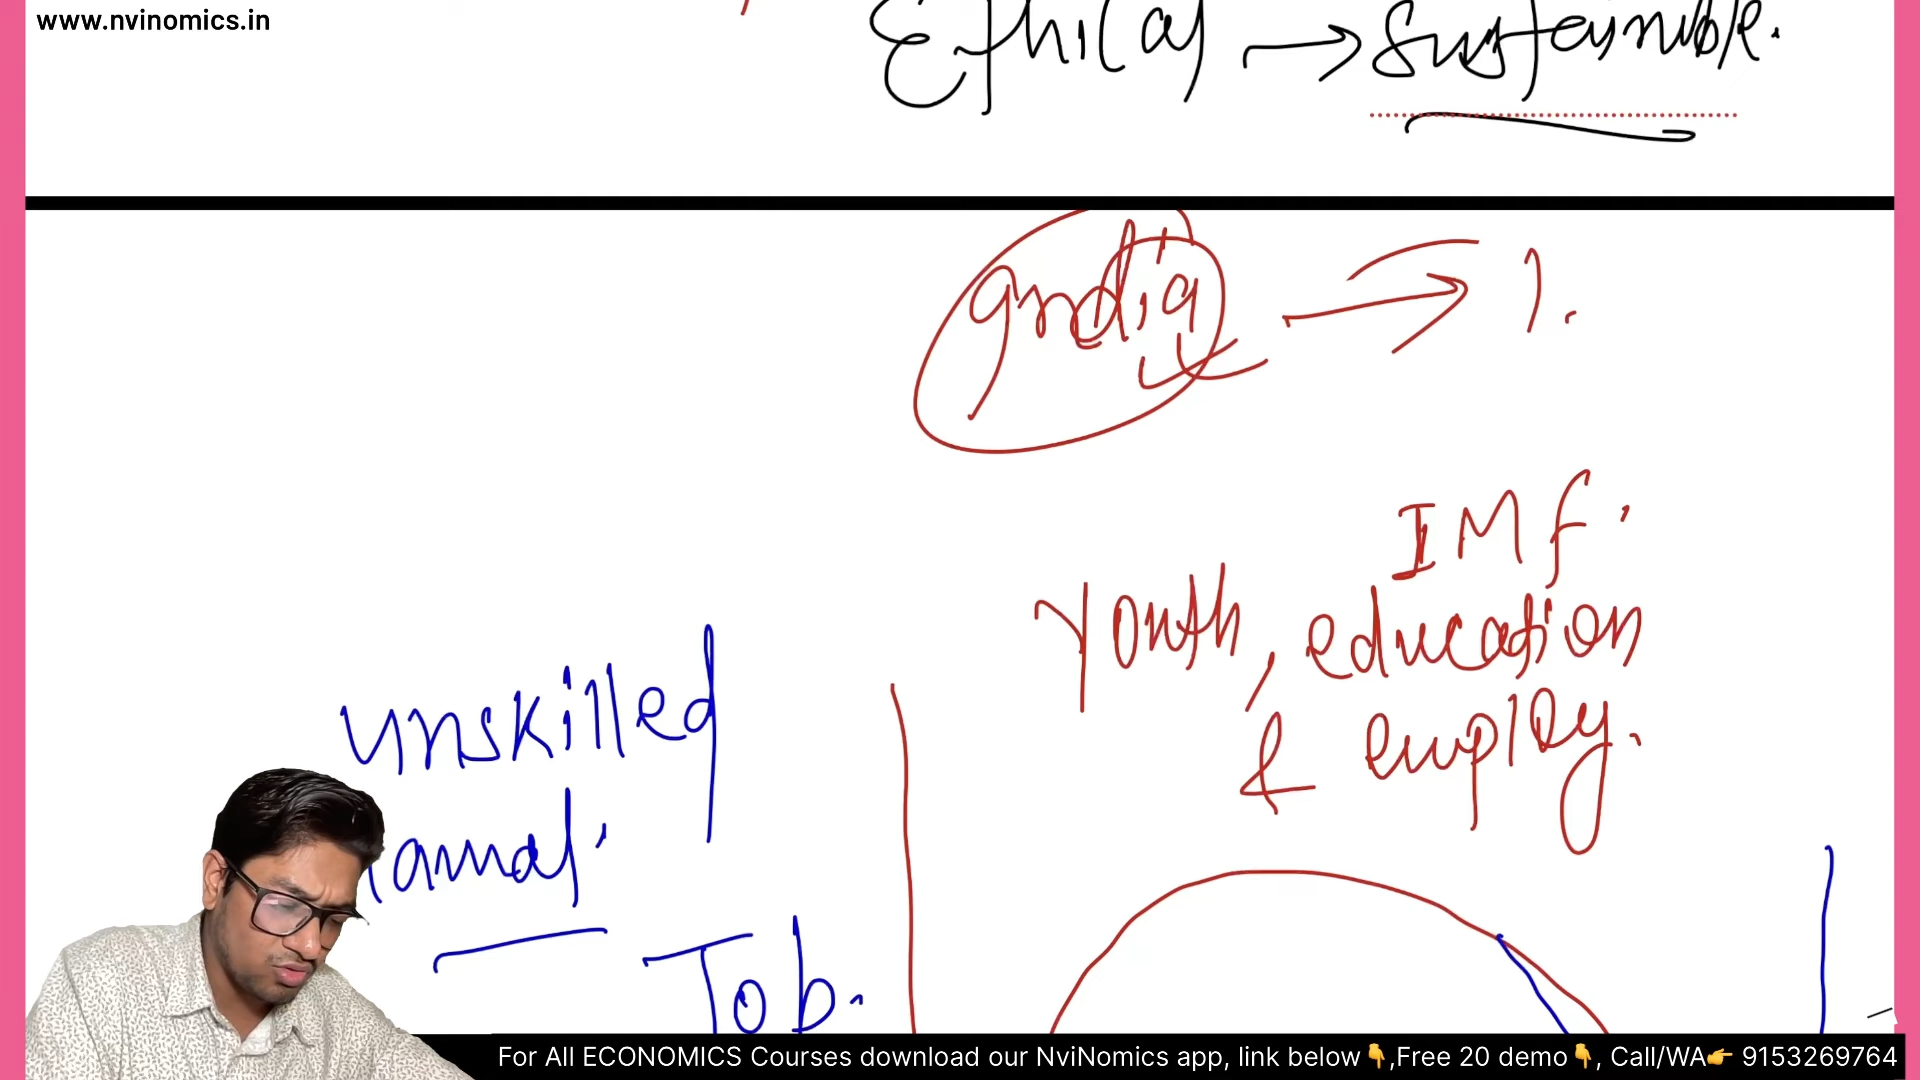 www.nvinomics.in
Ethical → Sustainable.
India → 1.
IMF.
Youth, education
& employ.
unskilled
Job.
For All ECONOMICS Courses download our NviNomics app, link below👇,Free 20 demo👇, Call/WA👉 9153269764